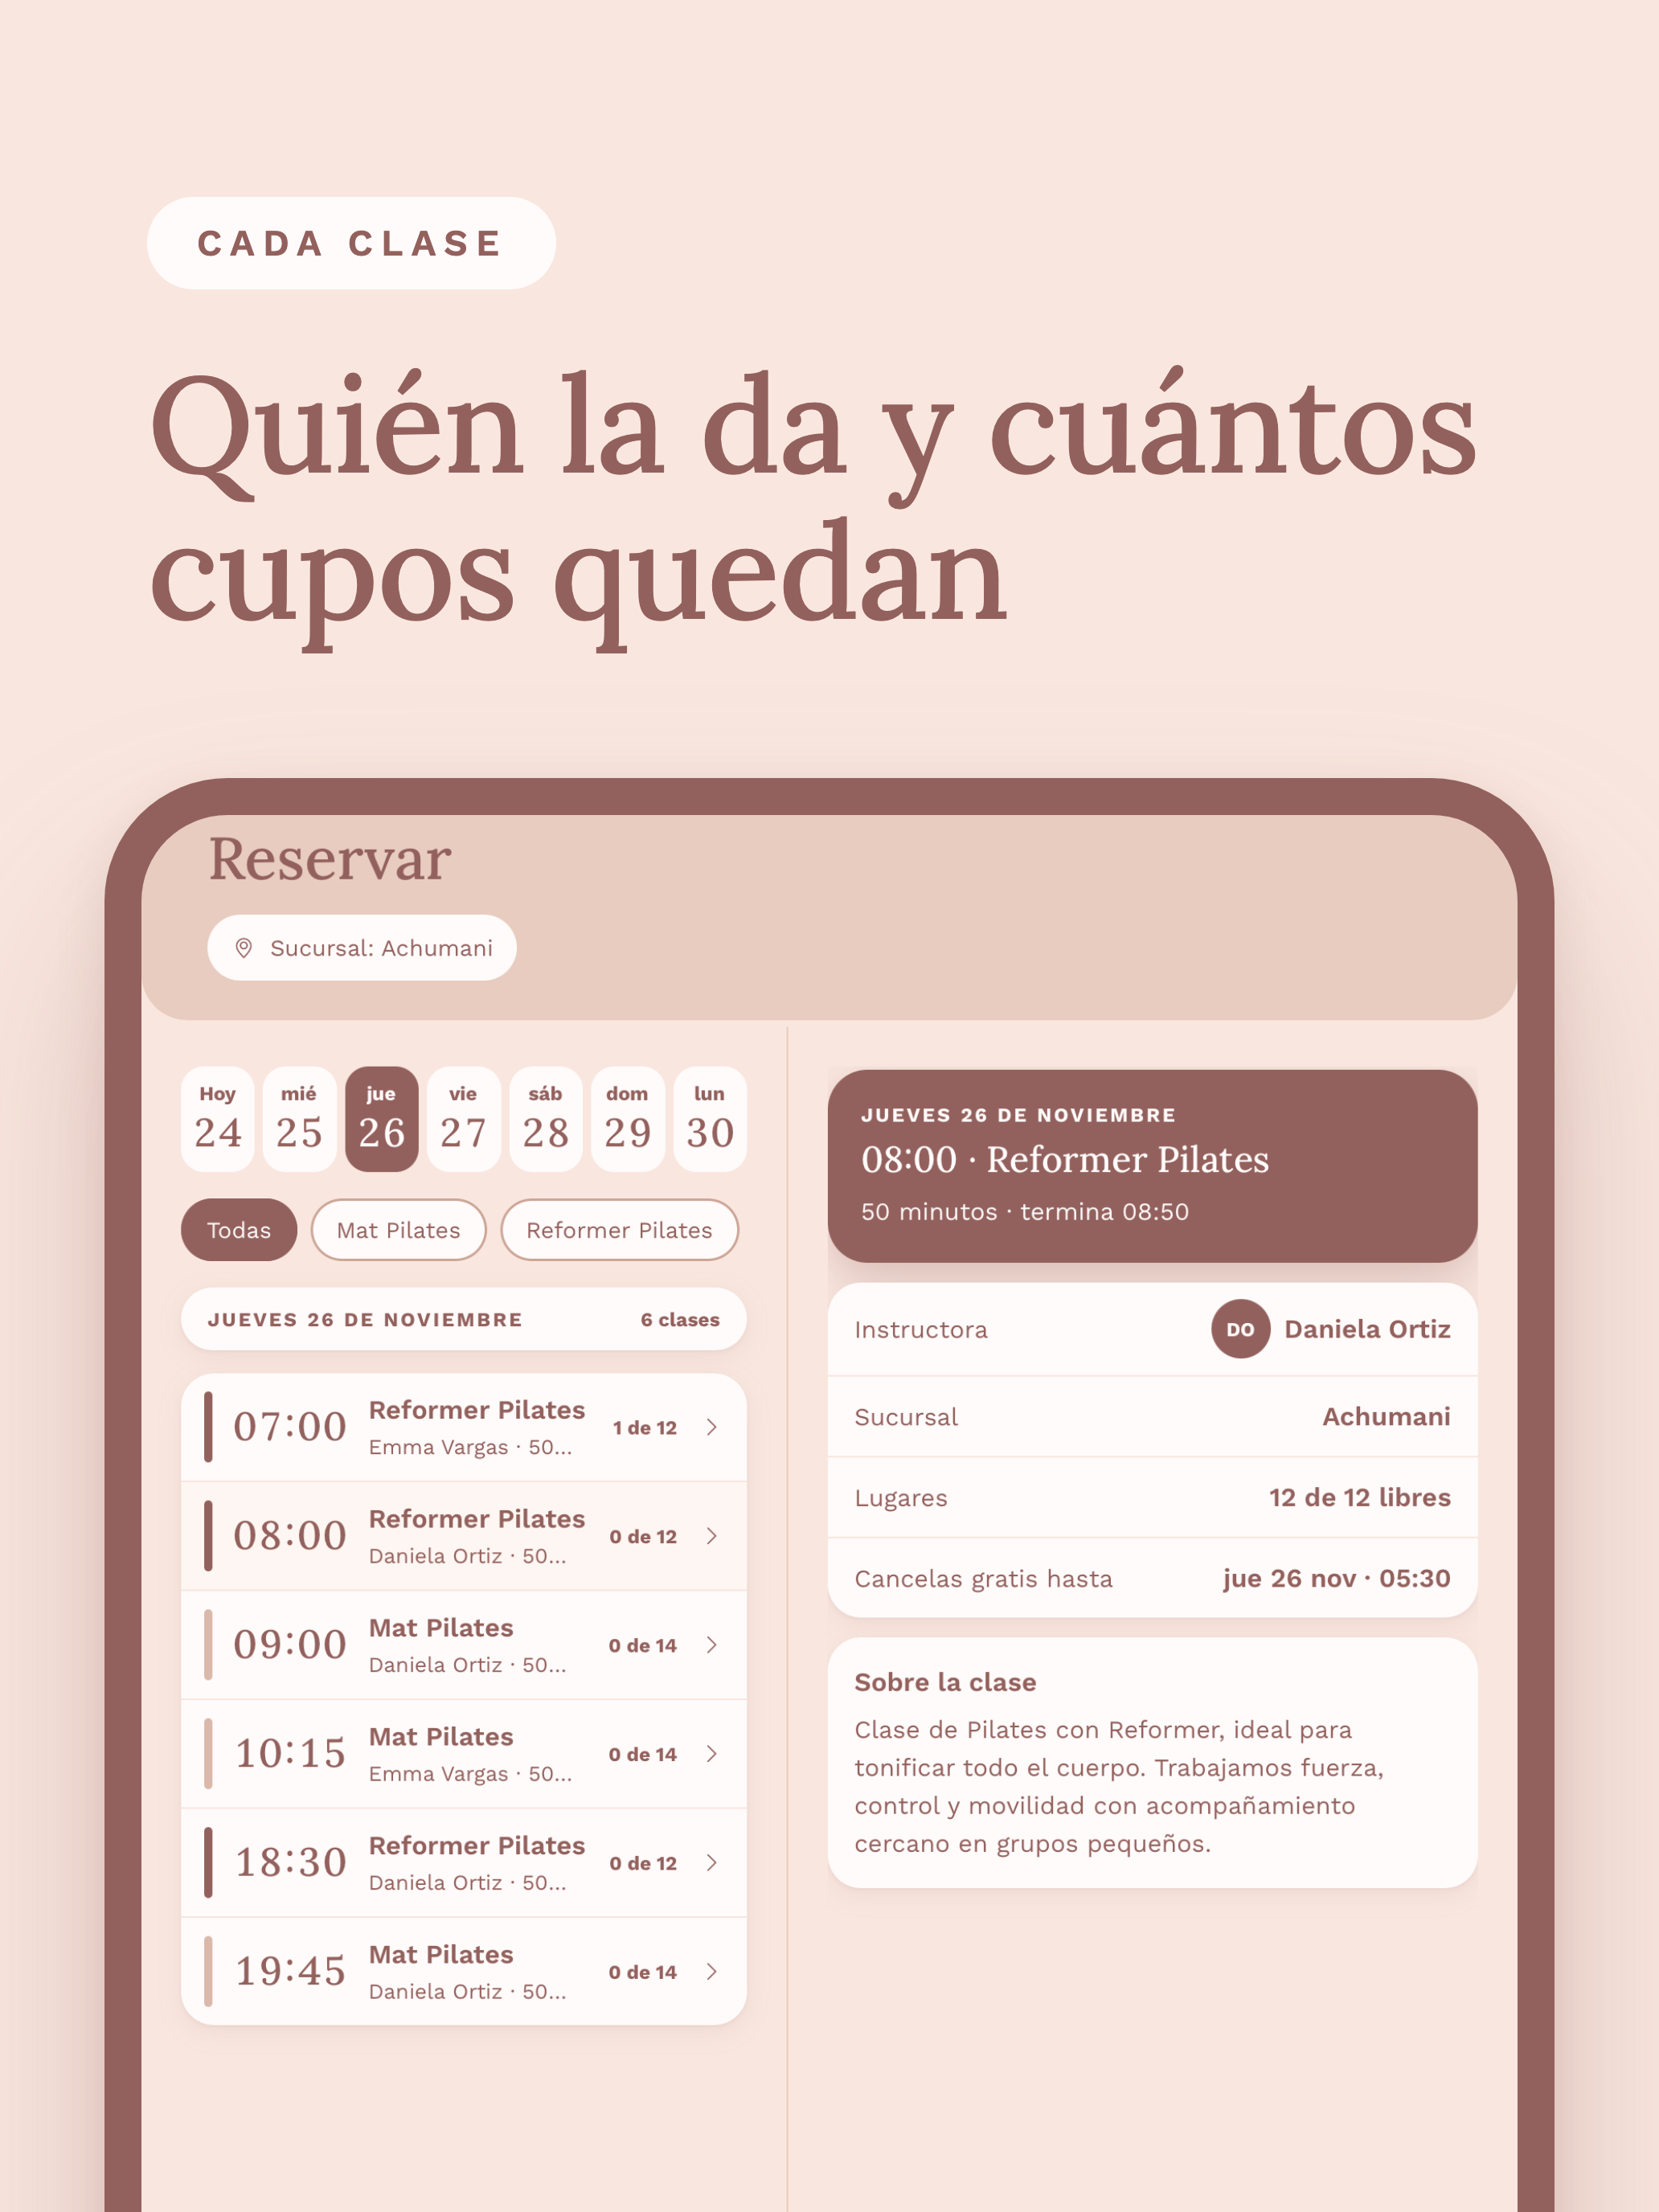 CADA CLASE
Quién la da y cuántos
cupos quedan
Reservar
Sucursal: Achumani
Hoy mié jue vie sáb dom lun
24 25 26 27 28 29 30
Todas Mat Pilates Reformer Pilates
JUEVES 26 DE NOVIEMBRE 6 clases
07:00 Reformer Pilates 1 de 12
Emma Vargas · 50...
08:00 Reformer Pilates 0 de 12
Daniela Ortiz · 50...
09:00 Mat Pilates 0 de 14
Daniela Ortiz · 50...
10:15 Mat Pilates 0 de 14
Emma Vargas · 50...
18:30 Reformer Pilates 0 de 12
Daniela Ortiz · 50...
19:45 Mat Pilates 0 de 14
Daniela Ortiz · 50...
JUEVES 26 DE NOVIEMBRE
08:00 · Reformer Pilates
50 minutos · termina 08:50
Instructora DO Daniela Ortiz
Sucursal Achumani
Lugares 12 de 12 libres
Cancelas gratis hasta jue 26 nov · 05:30
Sobre la clase
Clase de Pilates con Reformer, ideal para
tonificar todo el cuerpo. Trabajamos fuerza,
control y movilidad con acompañamiento
cercano en grupos pequeños.